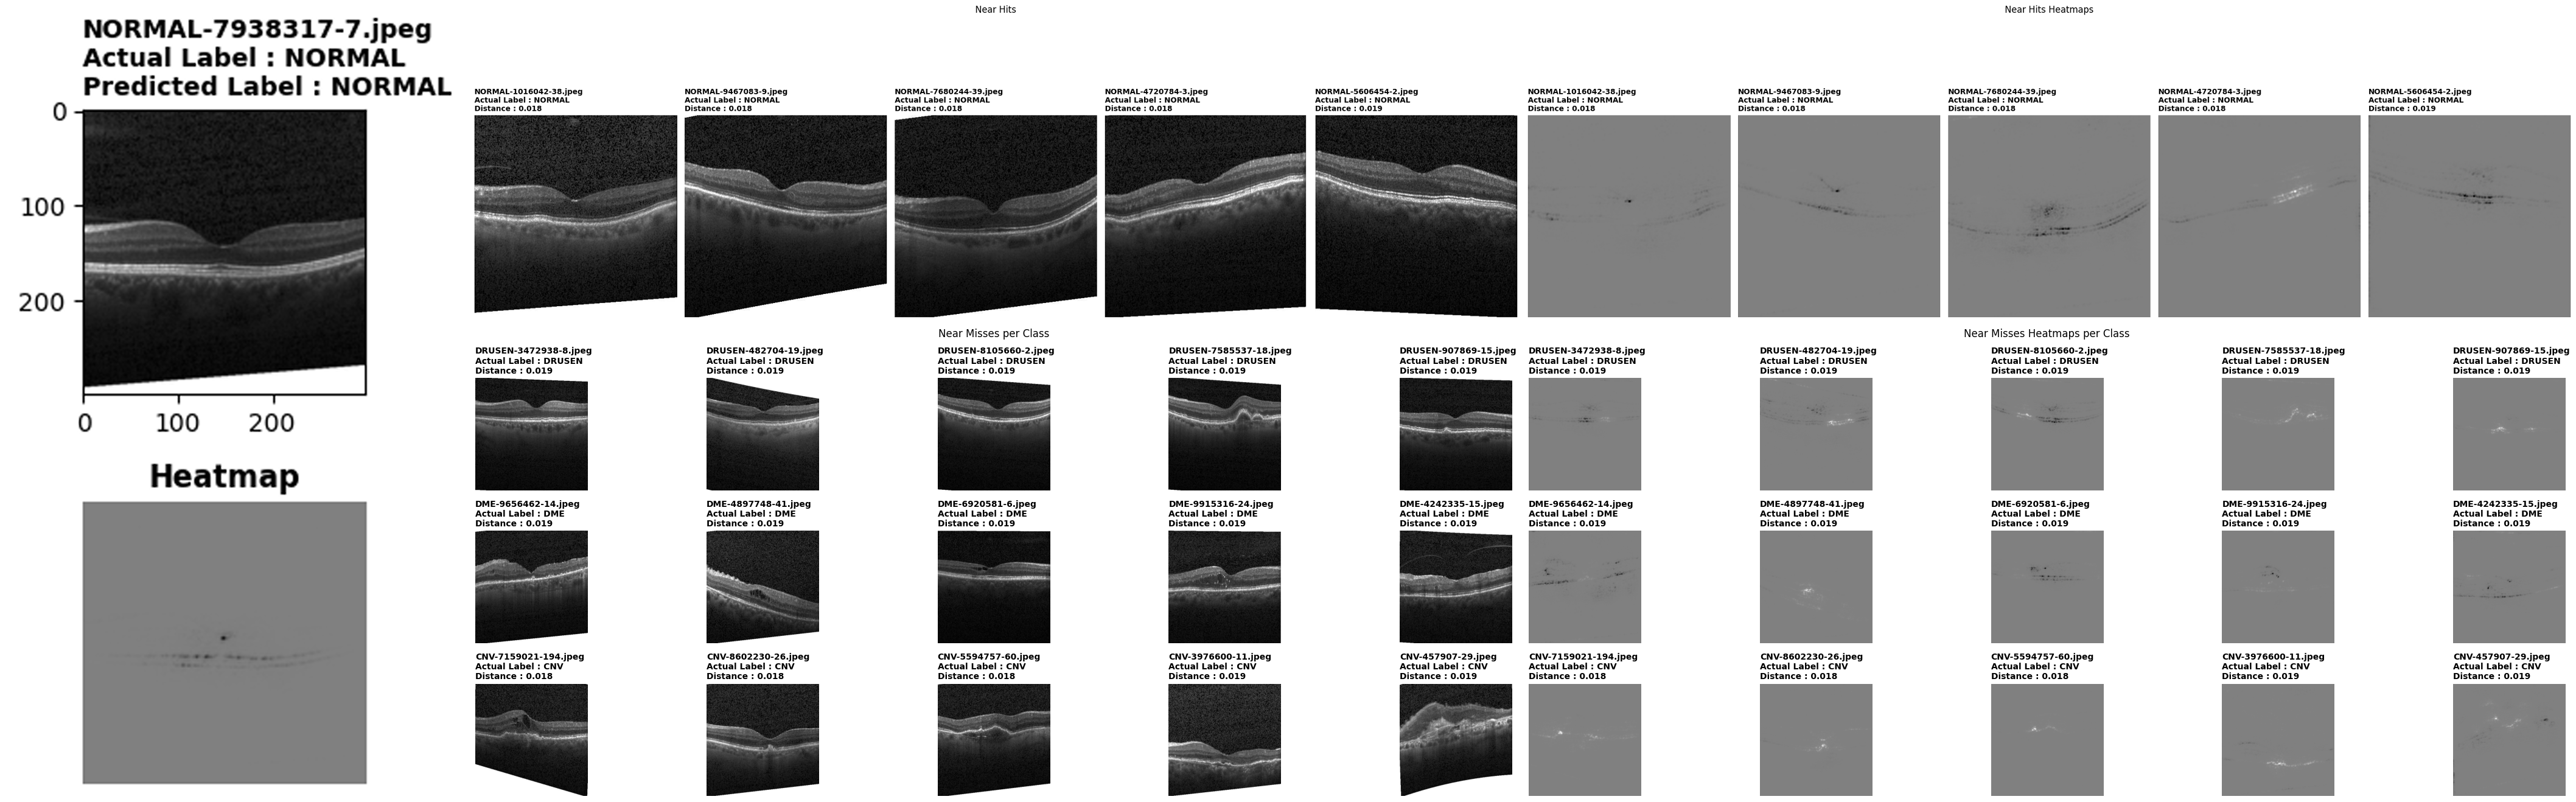 NORMAL-7938317-7.jpeg
Actual Label : NORMAL
Predicted Label : NORMAL
0
100
200
0
100
200
Heatmap
Near Hits
NORMAL-1016042-38.jpeg
Actual Label : NORMAL
Distance : 0.018
NORMAL-9467083-9.jpeg
Actual Label : NORMAL
Distance : 0.018
NORMAL-7680244-39.jpeg
Actual Label : NORMAL
Distance : 0.018
NORMAL-4720784-3.jpeg
Actual Label : NORMAL
Distance : 0.018
NORMAL-5606454-2.jpeg
Actual Label : NORMAL
Distance : 0.019
Near Hits Heatmaps
NORMAL-1016042-38.jpeg
Actual Label : NORMAL
Distance : 0.018
NORMAL-9467083-9.jpeg
Actual Label : NORMAL
Distance : 0.018
NORMAL-7680244-39.jpeg
Actual Label : NORMAL
Distance : 0.018
NORMAL-4720784-3.jpeg
Actual Label : NORMAL
Distance : 0.018
NORMAL-5606454-2.jpeg
Actual Label : NORMAL
Distance : 0.019
Near Misses per Class
DRUSEN-3472938-8.jpeg
Actual Label : DRUSEN
Distance : 0.019
DRUSEN-482704-19.jpeg
Actual Label : DRUSEN
Distance : 0.019
DRUSEN-8105660-2.jpeg
Actual Label : DRUSEN
Distance : 0.019
DRUSEN-7585537-18.jpeg
Actual Label : DRUSEN
Distance : 0.019
DRUSEN-907869-15.jpeg
Actual Label : DRUSEN
Distance : 0.019
DME-9656462-14.jpeg
Actual Label : DME
Distance : 0.019
DME-4897748-41.jpeg
Actual Label : DME
Distance : 0.019
DME-6920581-6.jpeg
Actual Label : DME
Distance : 0.019
DME-9915316-24.jpeg
Actual Label : DME
Distance : 0.019
DME-4242335-15.jpeg
Actual Label : DME
Distance : 0.019
CNV-7159021-194.jpeg
Actual Label : CNV
Distance : 0.018
CNV-8602230-26.jpeg
Actual Label : CNV
Distance : 0.018
CNV-5594757-60.jpeg
Actual Label : CNV
Distance : 0.018
CNV-3976600-11.jpeg
Actual Label : CNV
Distance : 0.019
CNV-457907-29.jpeg
Actual Label : CNV
Distance : 0.019
Near Misses Heatmaps per Class
DRUSEN-3472938-8.jpeg
Actual Label : DRUSEN
Distance : 0.019
DRUSEN-482704-19.jpeg
Actual Label : DRUSEN
Distance : 0.019
DRUSEN-8105660-2.jpeg
Actual Label : DRUSEN
Distance : 0.019
DRUSEN-7585537-18.jpeg
Actual Label : DRUSEN
Distance : 0.019
DRUSEN-907869-15.jpeg
Actual Label : DRUSEN
Distance : 0.019
DME-9656462-14.jpeg
Actual Label : DME
Distance : 0.019
DME-4897748-41.jpeg
Actual Label : DME
Distance : 0.019
DME-6920581-6.jpeg
Actual Label : DME
Distance : 0.019
DME-9915316-24.jpeg
Actual Label : DME
Distance : 0.019
DME-4242335-15.jpeg
Actual Label : DME
Distance : 0.019
CNV-7159021-194.jpeg
Actual Label : CNV
Distance : 0.018
CNV-8602230-26.jpeg
Actual Label : CNV
Distance : 0.018
CNV-5594757-60.jpeg
Actual Label : CNV
Distance : 0.018
CNV-3976600-11.jpeg
Actual Label : CNV
Distance : 0.019
CNV-457907-29.jpeg
Actual Label : CNV
Distance : 0.019